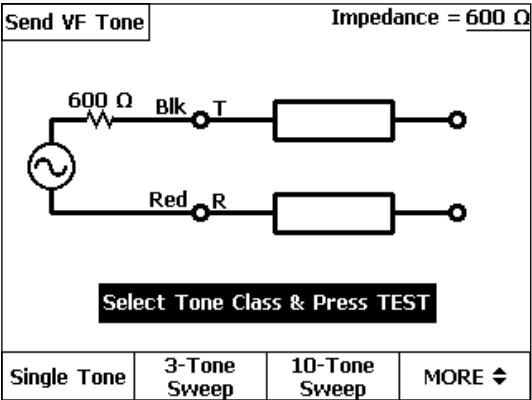 Send VF Tone
Impedance = 600 Ω
600 Ω
Blk T
Red R
Select Tone Class & Press TEST
Single Tone
3-Tone
Sweep
10-Tone
Sweep
MORE